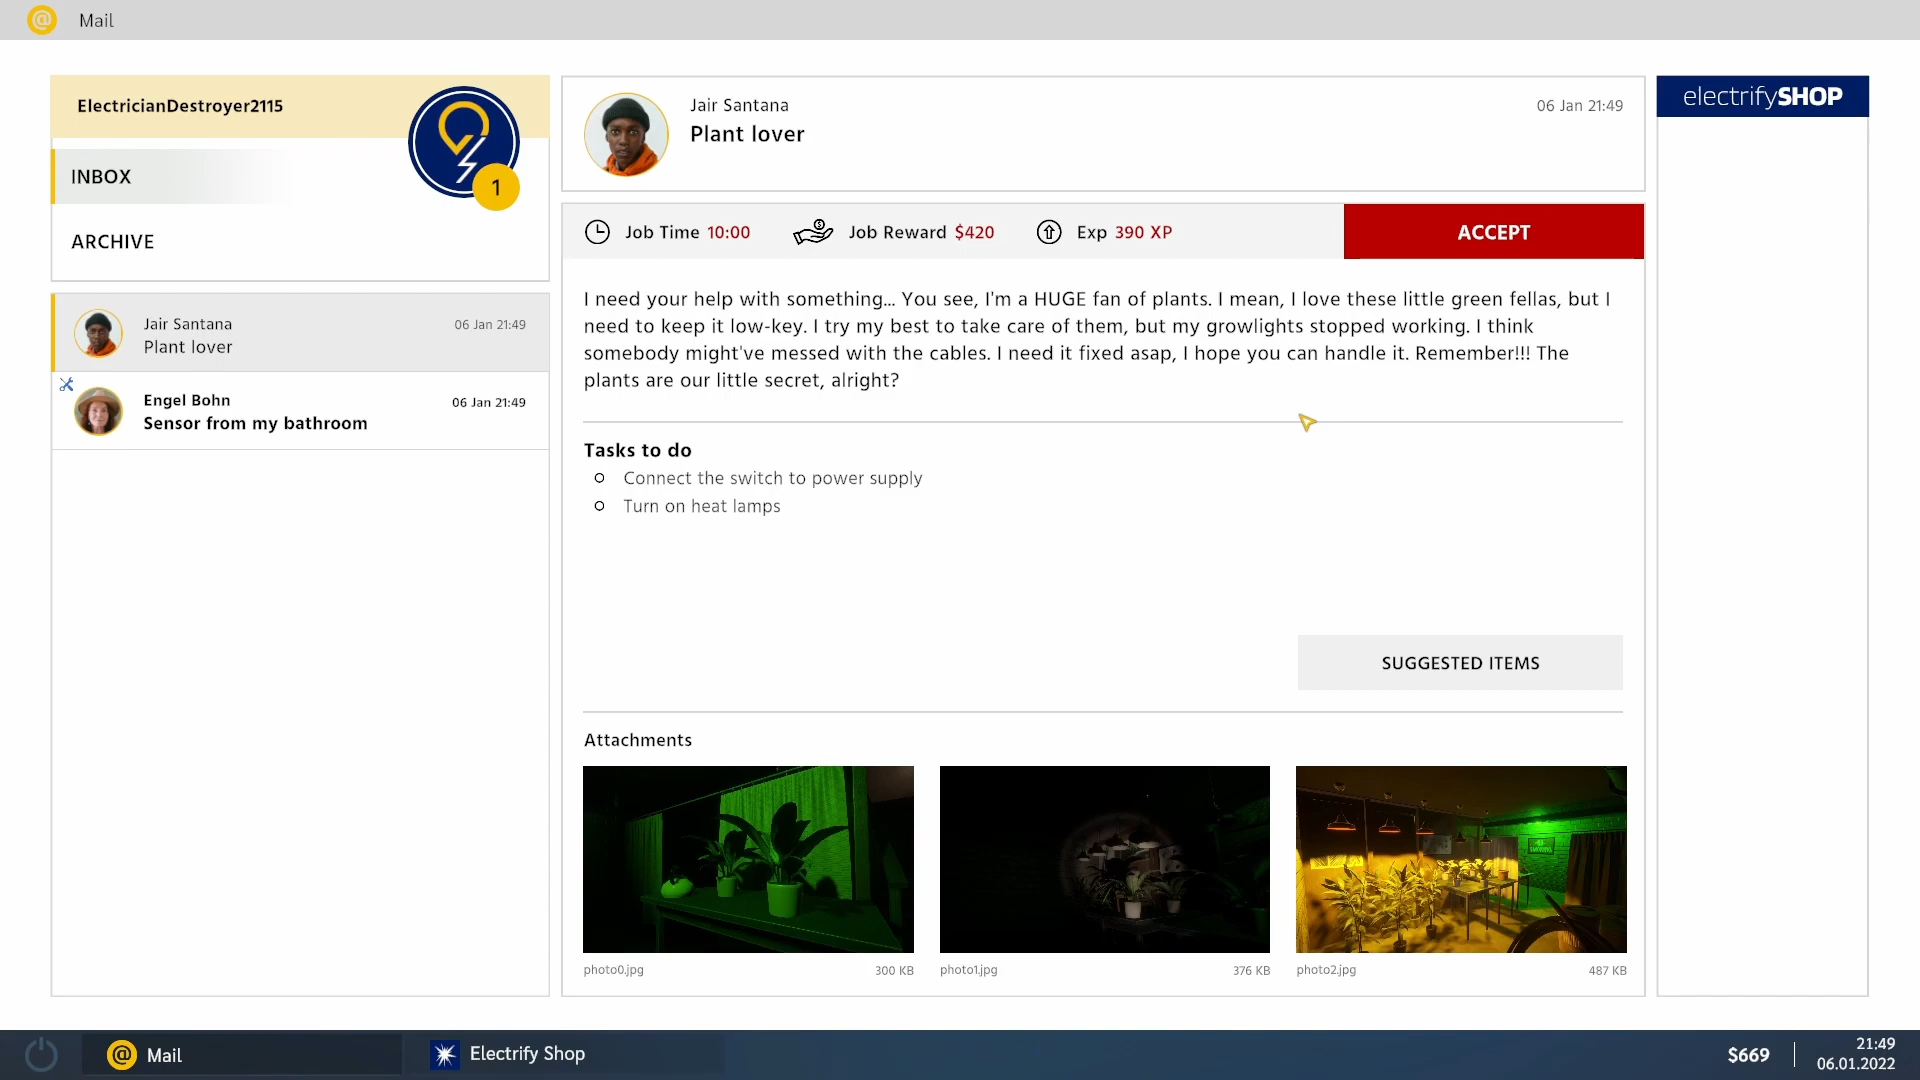 Mail
ElectricianDestroyer2115
1
INBOX
ARCHIVE
Jair Santana
06 Jan 21:49
Plant lover
Engel Bohn
06 Jan 21:49
Sensor from my bathroom
Jair Santana
06 Jan 21:49
Plant lover
Job Time 10:00
Job Reward $420
Exp 390 XP
ACCEPT
I need your help with something... You see, I'm a HUGE fan of plants. I mean, I love these little green fellas, but I
need to keep it low-key. I try my best to take care of them, but my growlights stopped working. I think
somebody might've messed with the cables. I need it fixed asap, I hope you can handle it. Remember!!! The
plants are our little secret, alright?
Tasks to do
Connect the switch to power supply
Turn on heat lamps
SUGGESTED ITEMS
Attachments
photo0.jpg
300 KB
photo1.jpg
376 KB
photo2.jpg
487 KB
electrifySHOP
Mail
Electrify Shop
$669
21:49
06.01.2022